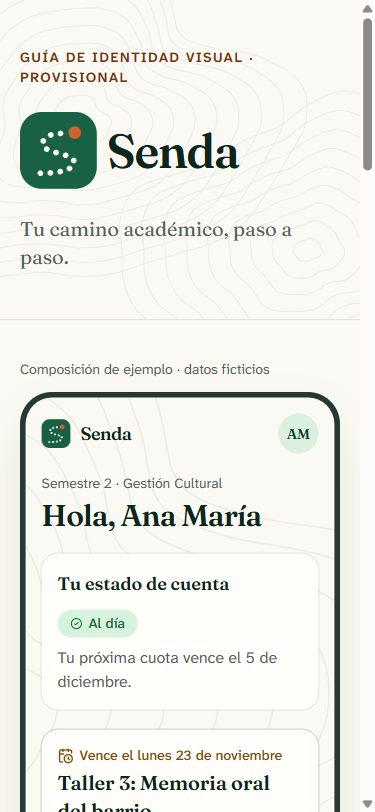 GUÍA DE IDENTIDAD VISUAL ·
PROVISIONAL
Senda
Tu camino académico, paso a
paso.
Composición de ejemplo · datos ficticios
Senda
AM
Semestre 2 · Gestión Cultural
Hola, Ana María
Tu estado de cuenta
Al día
Tu próxima cuota vence el 5 de
diciembre.
Vence el lunes 23 de noviembre
Taller 3: Memoria oral
del barrio